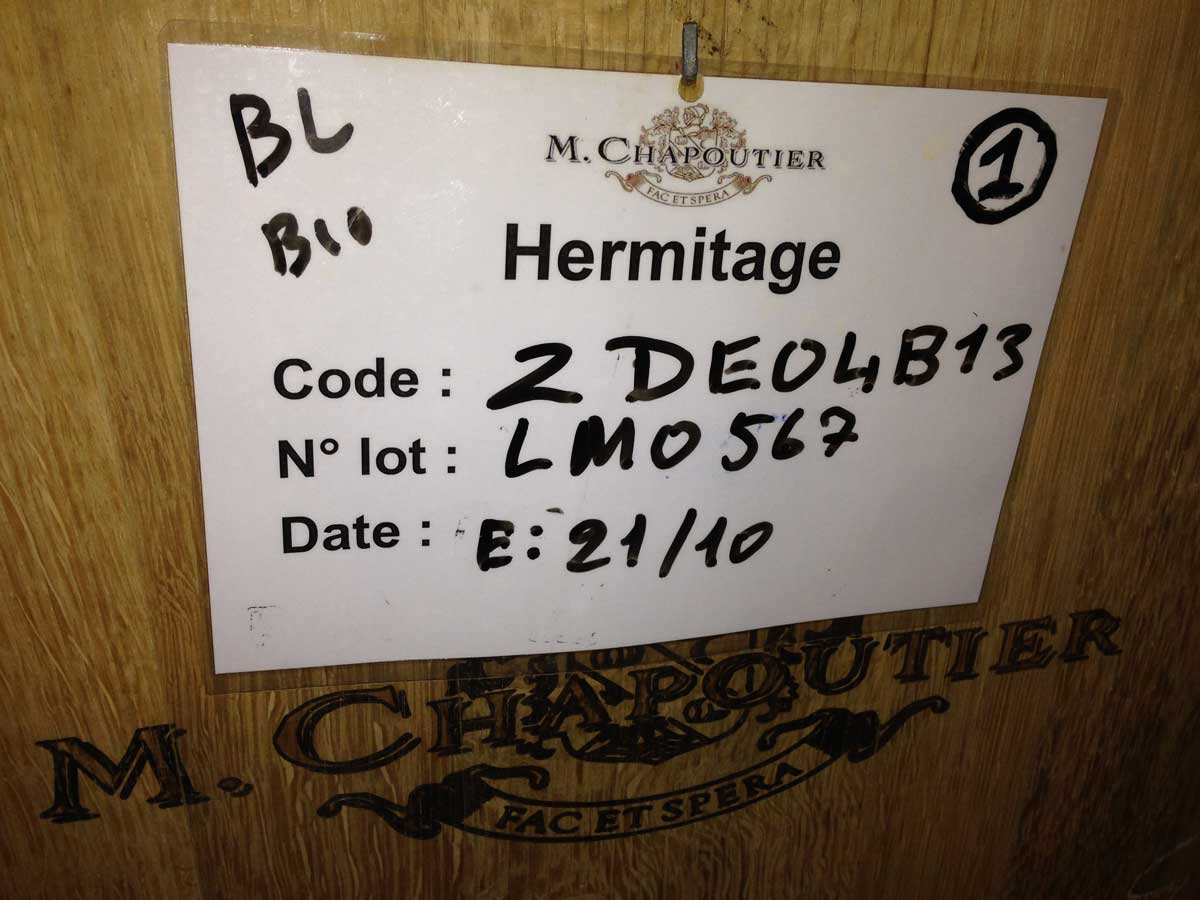 BL
BIO
M. CHAPOUTIER
FAC ET SPERA
1
Hermitage
Code : 2DE04B13
N° lot : LM0567
Date : E: 21/10
M. CHAPOUTIER
FAC ET SPERA